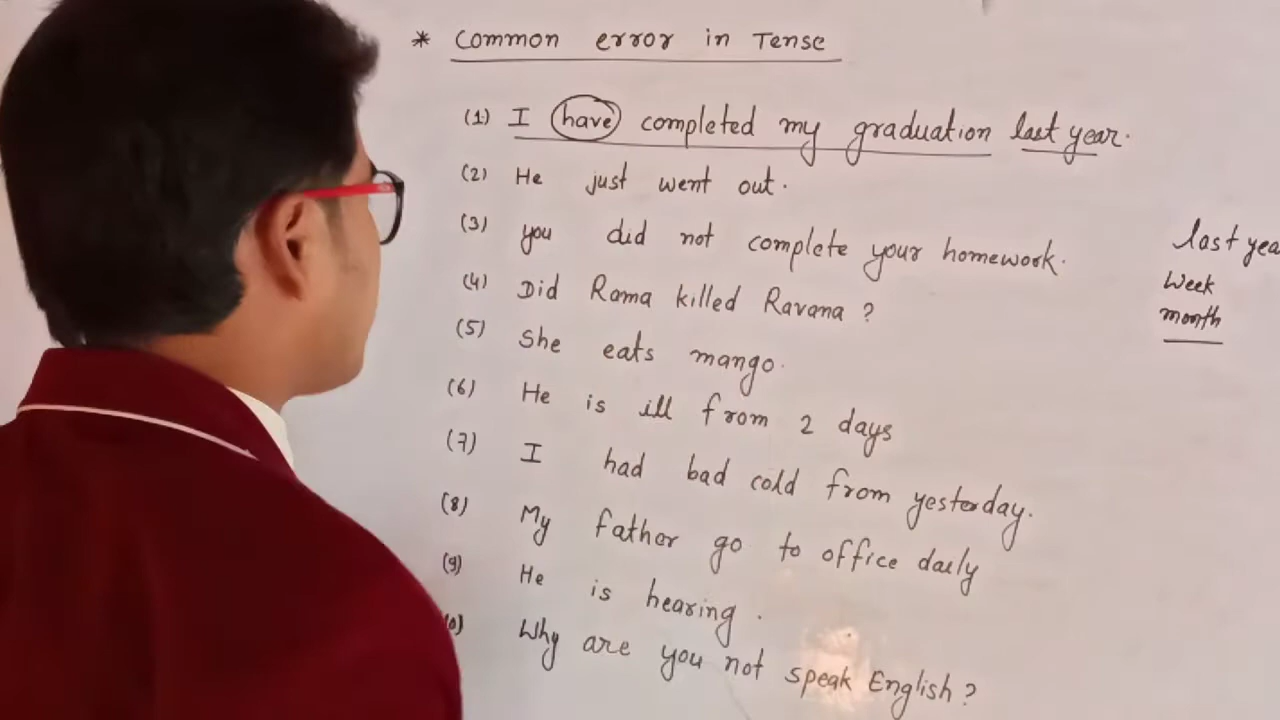 * Common error in Tense
(1) I have completed my graduation last year.
(2) He just went out.
(3) you did not complete your homework.
(4) Did Rama killed Ravana ?
(5) She eats mango.
(6) He is ill from 2 days
(7) I had bad cold from yesterday.
(8) My father go to office daily
(9) He is hearing.
0) Why are you not speak English ?
last yea
Week
month